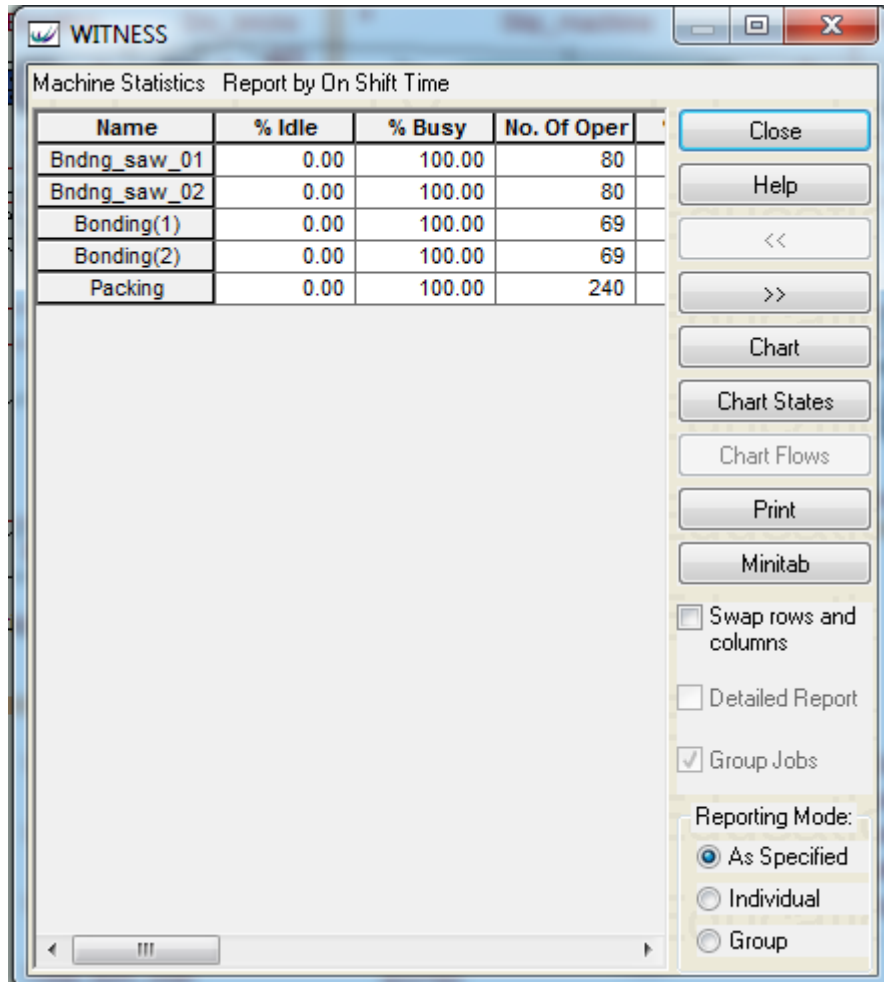 WITNESS
Machine Statistics Report by On Shift Time
Name % Idle % Busy No. Of Oper
Bndng_saw_01 0.00 100.00 80
Bndng_saw_02 0.00 100.00 80
Bonding(1) 0.00 100.00 69
Bonding(2) 0.00 100.00 69
Packing 0.00 100.00 240
Close
Help
<<
>>
Chart
Chart States
Chart Flows
Print
Minitab
Swap rows and
columns
Detailed Report
Group Jobs
Reporting Mode:
As Specified
Individual
Group